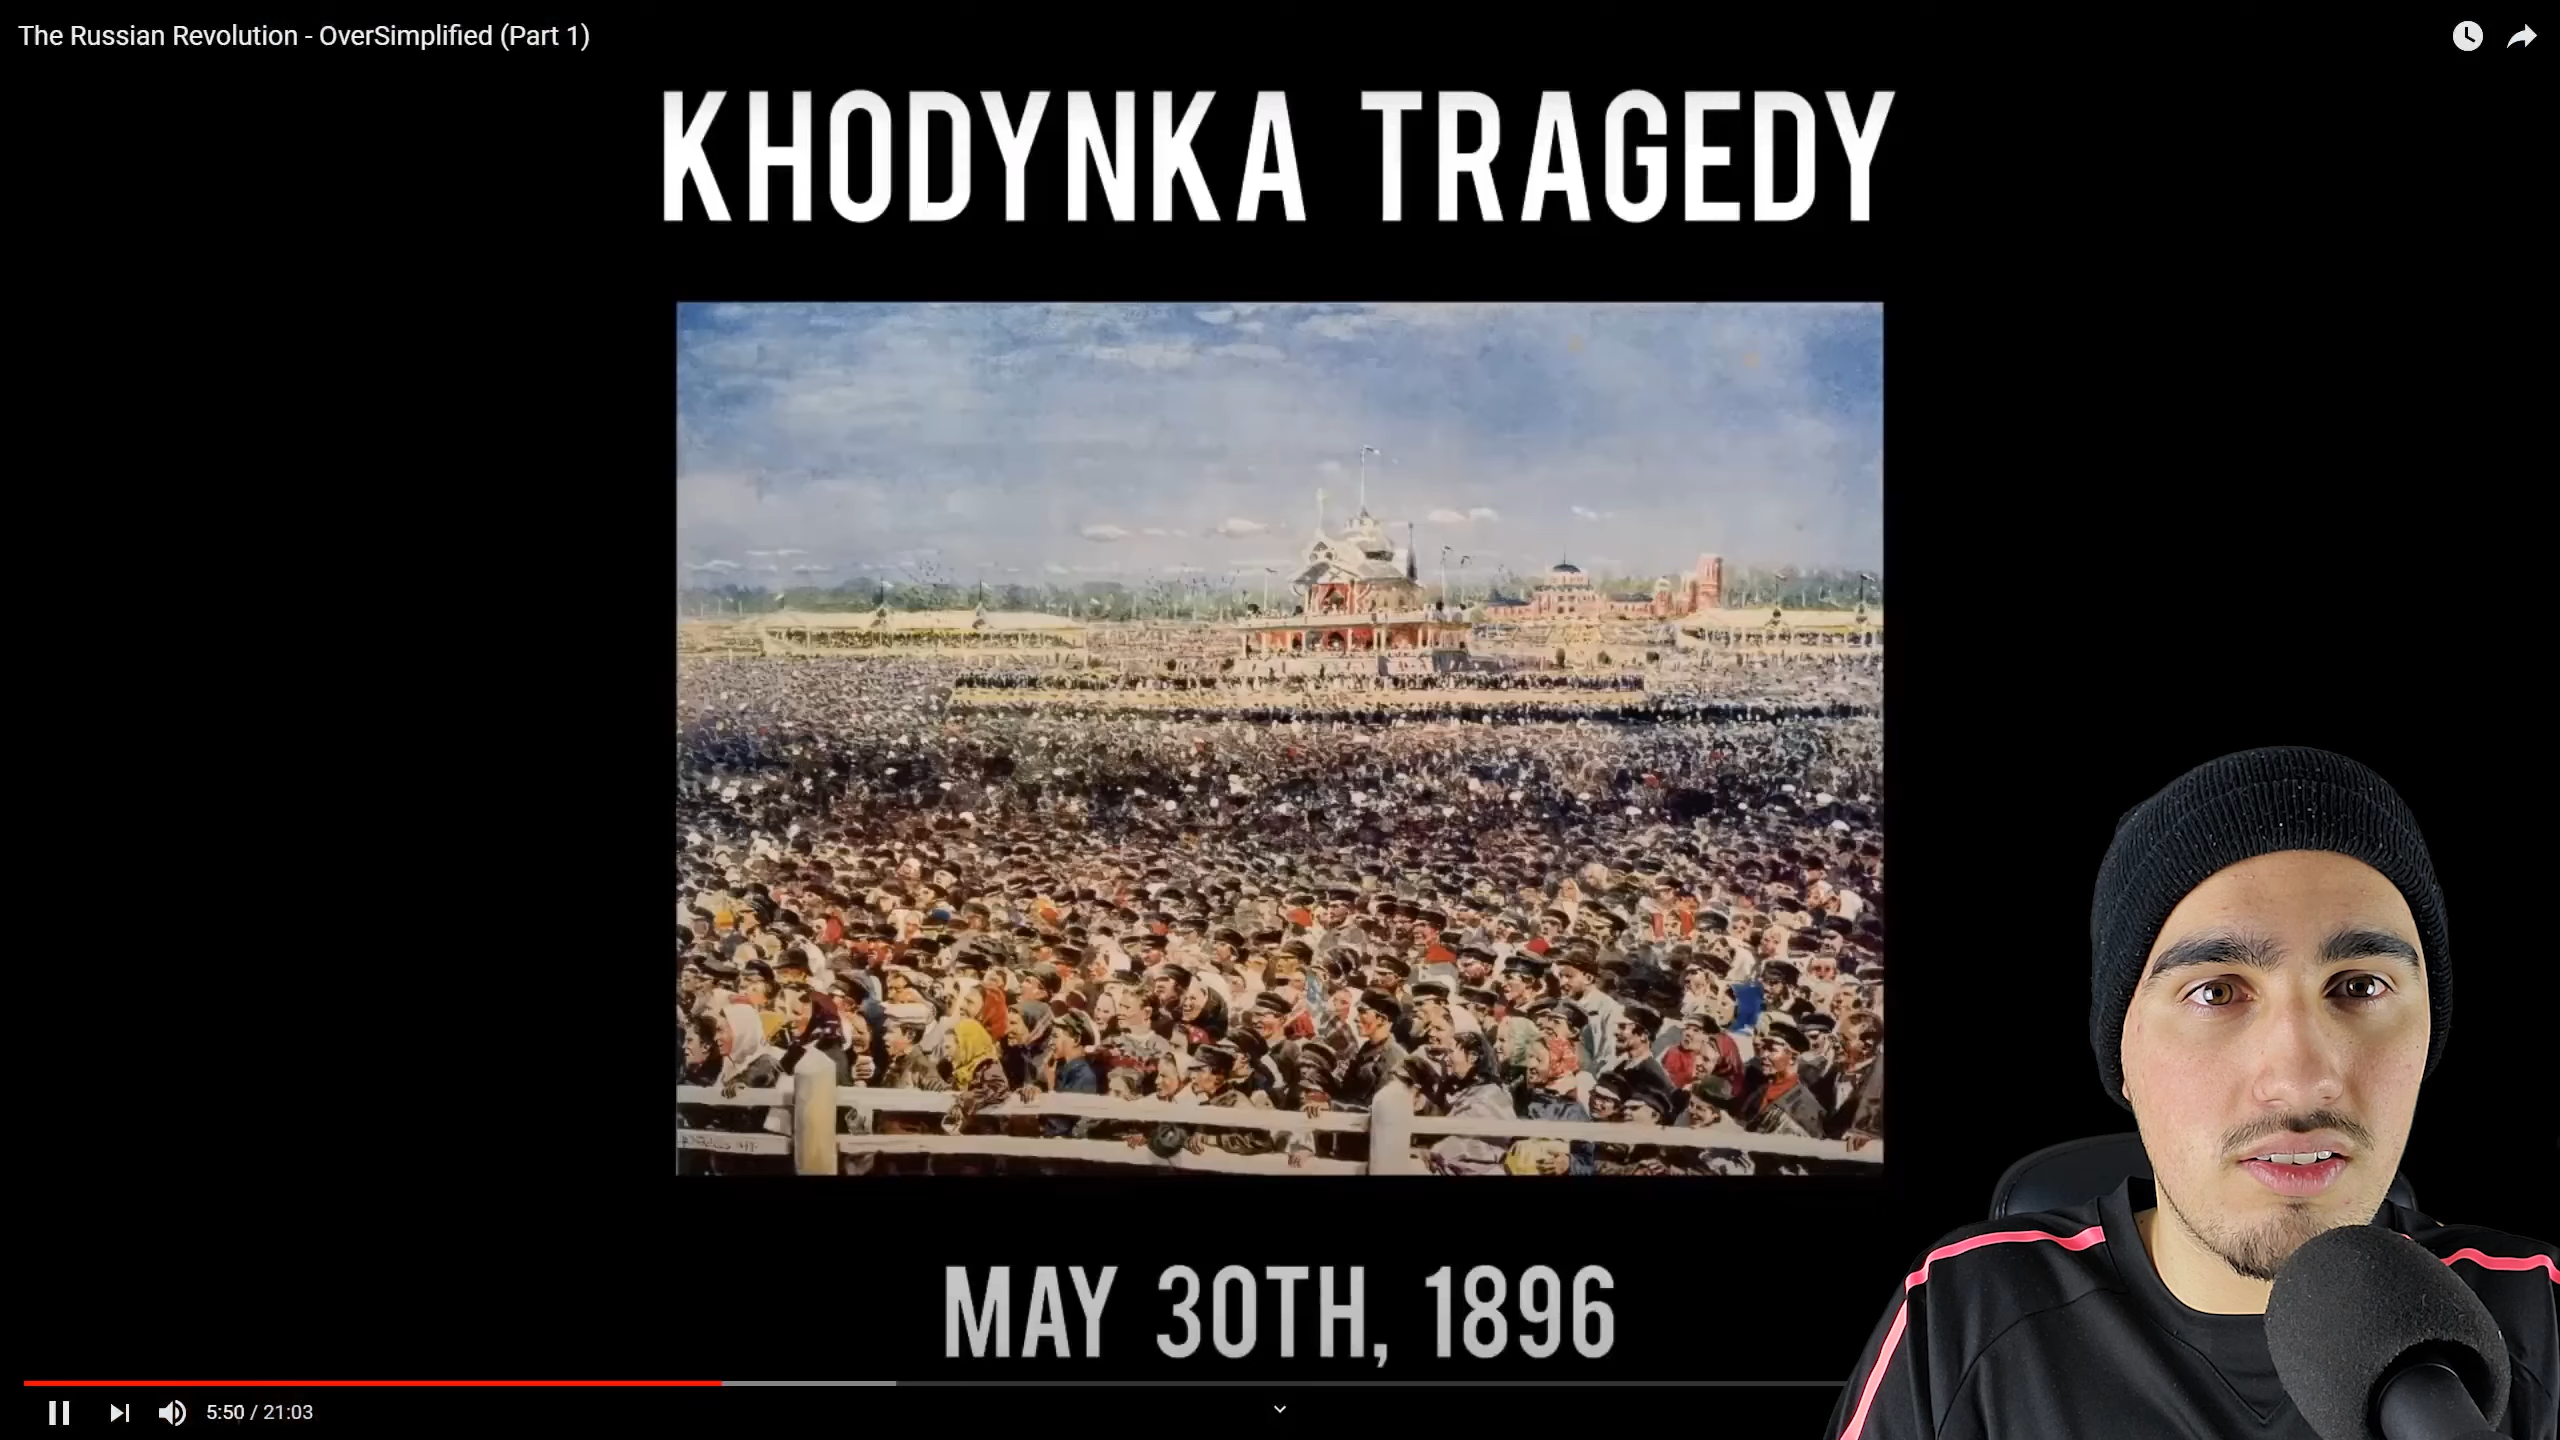 The Russian Revolution - OverSimplified (Part 1)
KHODYNKA TRAGEDY
MAY 30TH, 1896
5:50 / 21:03